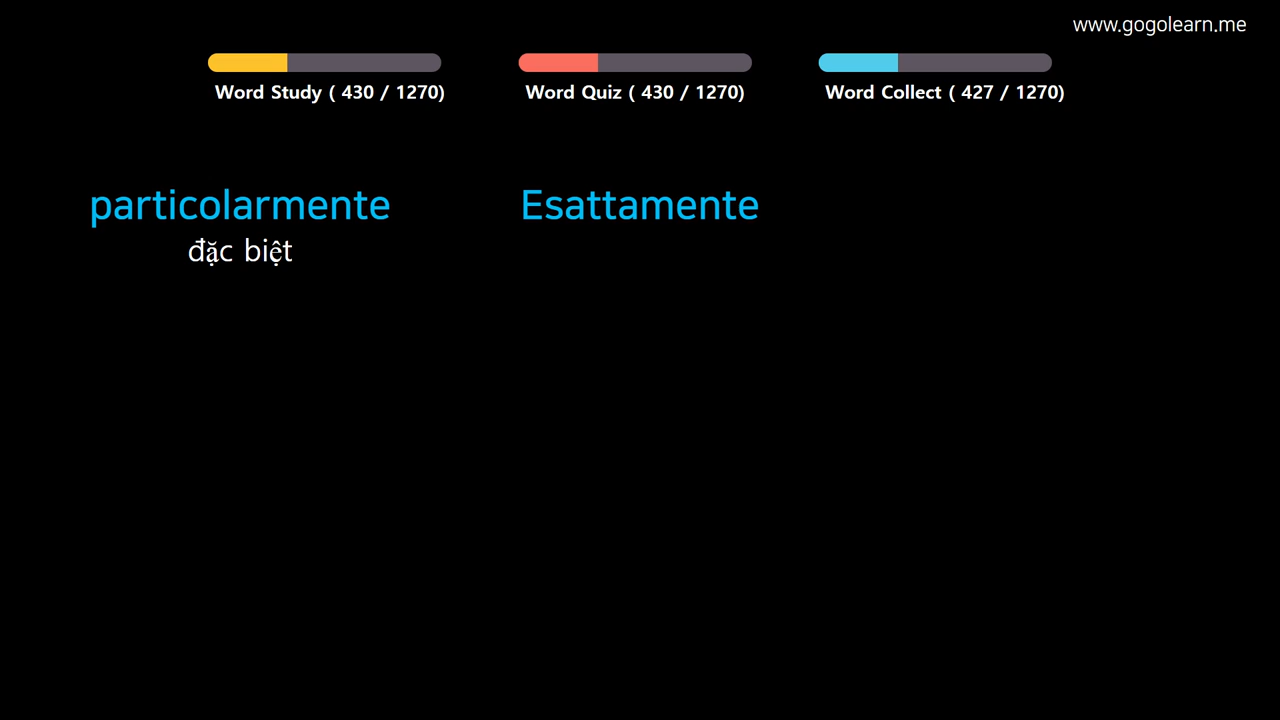 www.gogolearn.me
Word Study ( 430 / 1270)
Word Quiz ( 430 / 1270)
Word Collect ( 427 / 1270)
particolarmente
đặc biệt
Esattamente